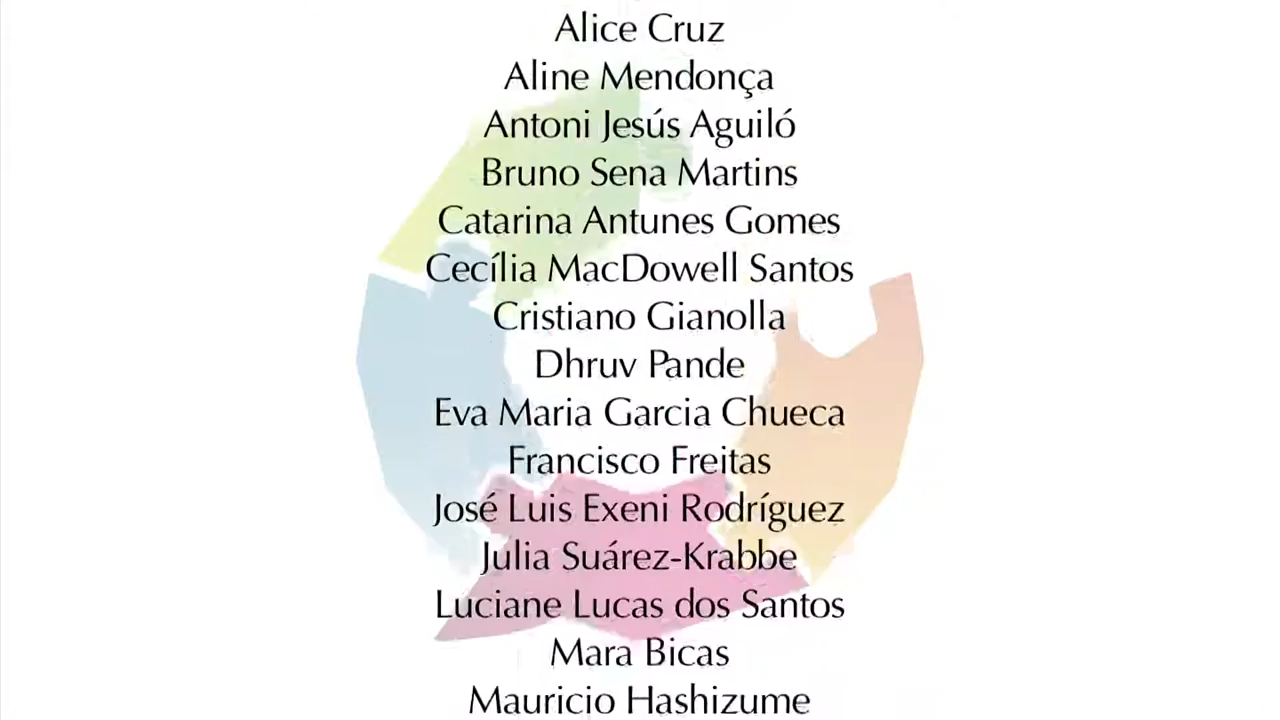 Alice Cruz
Aline Mendonça
Antoni Jesús Aguiló
Bruno Sena Martins
Catarina Antunes Gomes
Cecília MacDowell Santos
Cristiano Gianolla
Dhruv Pande
Eva Maria Garcia Chueca
Francisco Freitas
José Luis Exeni Rodríguez
Julia Suárez-Krabbe
Luciane Lucas dos Santos
Mara Bicas
Mauricio Hashizume